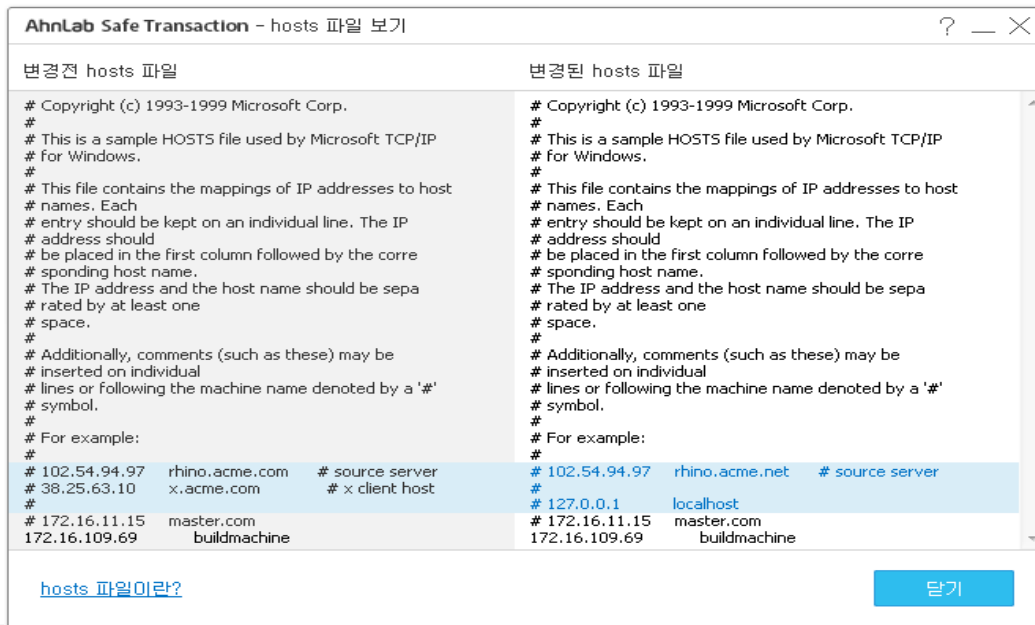 AhnLab Safe Transaction - hosts 파일 보기
변경전 hosts 파일
# Copyright (c) 1993-1999 Microsoft Corp.
#
# This is a sample HOSTS file used by Microsoft TCP/IP
# for Windows.
#
# This file contains the mappings of IP addresses to host
# names. Each
# entry should be kept on an individual line. The IP
# address should
# be placed in the first column followed by the corre
# sponding host name.
# The IP address and the host name should be sepa
# rated by at least one
# space.
#
# Additionally, comments (such as these) may be
# inserted on individual
# lines or following the machine name denoted by a '#'
# symbol.
#
# For example:
#
# 102.54.94.97 rhino.acme.com # source server
# 38.25.63.10 x.acme.com # x client host
#
# 172.16.11.15 master.com
172.16.109.69 buildmachine
변경된 hosts 파일
# Copyright (c) 1993-1999 Microsoft Corp.
#
# This is a sample HOSTS file used by Microsoft TCP/IP
# for Windows.
#
# This file contains the mappings of IP addresses to host
# names. Each
# entry should be kept on an individual line. The IP
# address should
# be placed in the first column followed by the corre
# sponding host name.
# The IP address and the host name should be sepa
# rated by at least one
# space.
#
# Additionally, comments (such as these) may be
# inserted on individual
# lines or following the machine name denoted by a '#'
# symbol.
#
# For example:
#
# 102.54.94.97 rhino.acme.net # source server
#
# 127.0.0.1 localhost
# 172.16.11.15 master.com
172.16.109.69 buildmachine
hosts 파일이란?
닫기